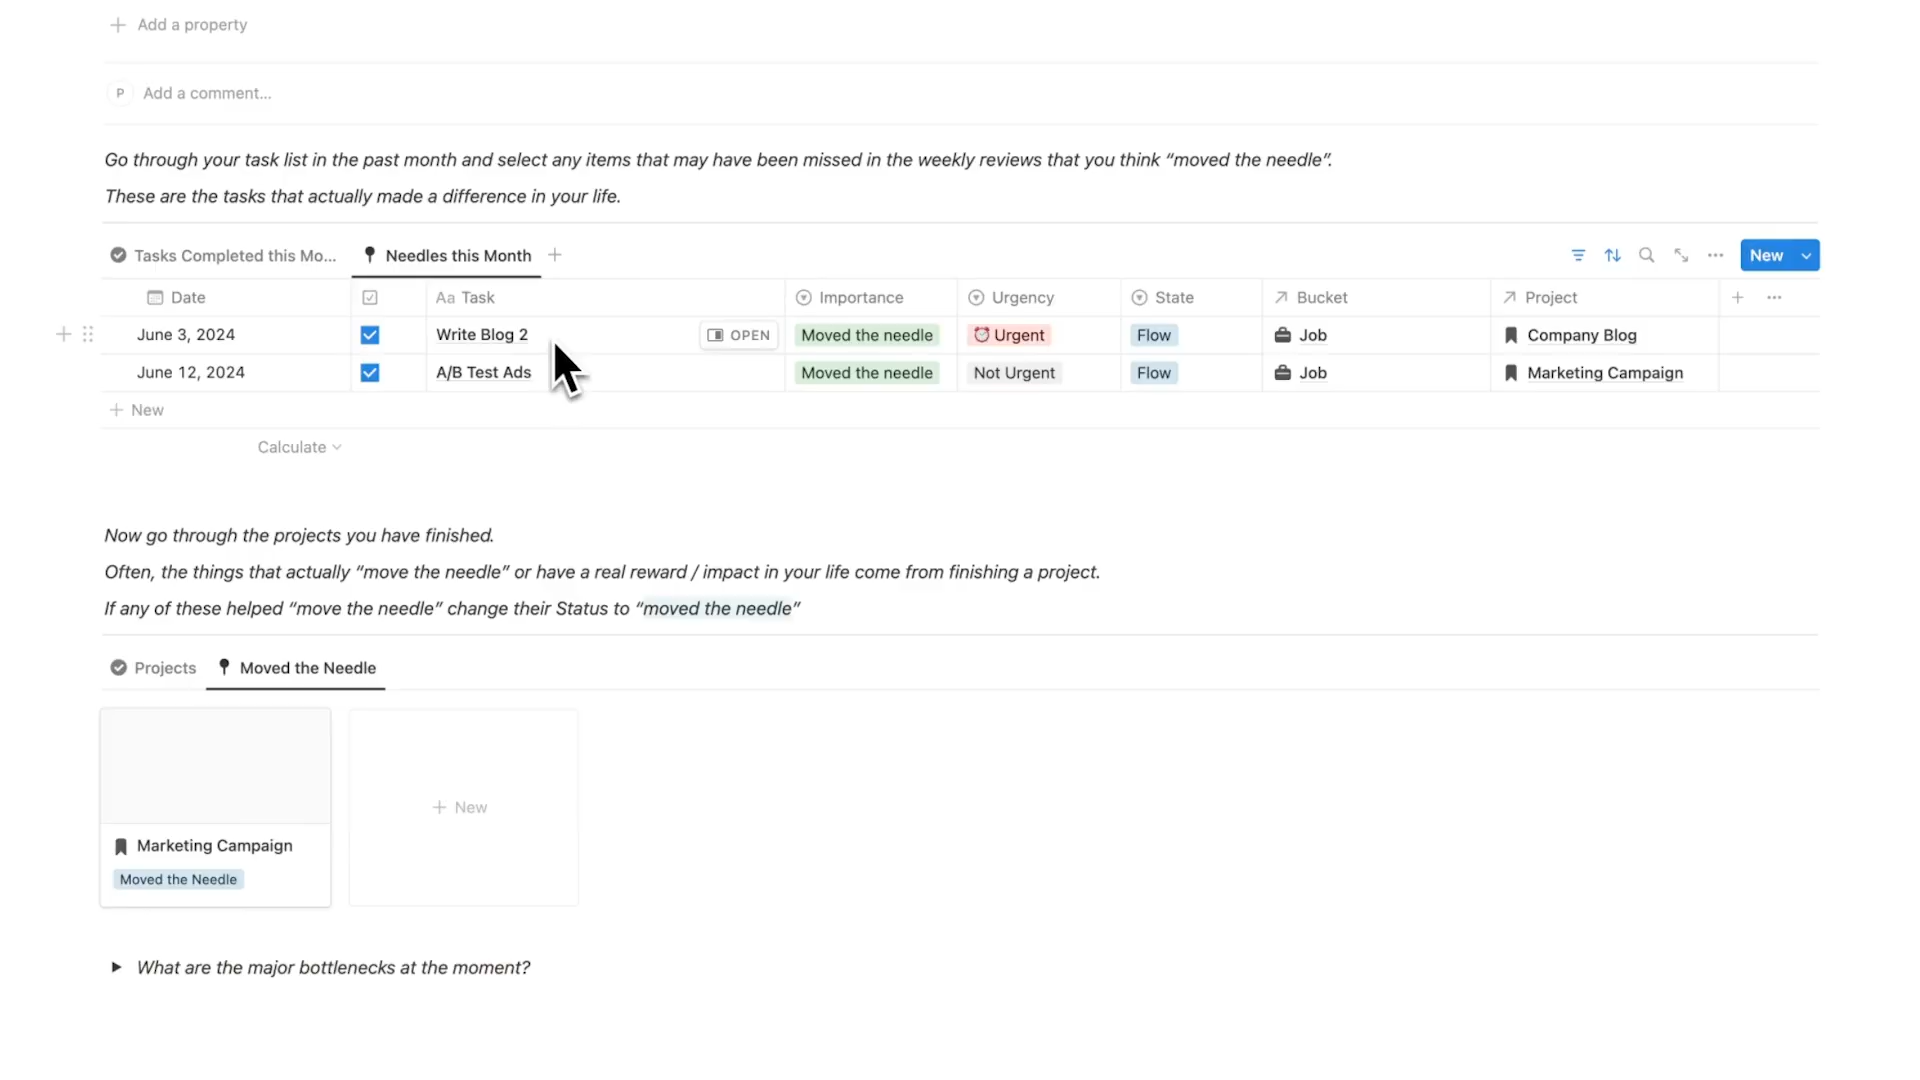 Add a property
P Add a comment...
Go through your task list in the past month and select any items that may have been missed in the weekly reviews that you think “moved the needle”.
These are the tasks that actually made a difference in your life.
Tasks Completed this Mo... Needles this Month New
Date Aa Task Importance Urgency State Bucket Project
June 3, 2024 Write Blog 2 OPEN Moved the needle Urgent Flow Job Company Blog
June 12, 2024 A/B Test Ads Moved the needle Not Urgent Flow Job Marketing Campaign
New
Calculate
Now go through the projects you have finished.
Often, the things that actually “move the needle” or have a real reward / impact in your life come from finishing a project.
If any of these helped “move the needle” change their Status to “moved the needle”
Projects Moved the Needle
New
Marketing Campaign
Moved the Needle
What are the major bottlenecks at the moment?